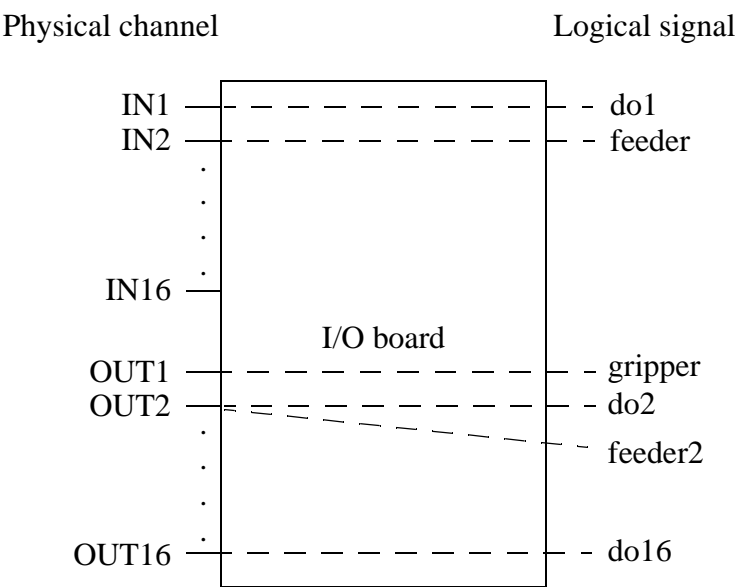 Physical channel Logical signal
IN1 do1
IN2 feeder
IN16
I/O board
OUT1 gripper
OUT2 do2
feeder2
OUT16 do16